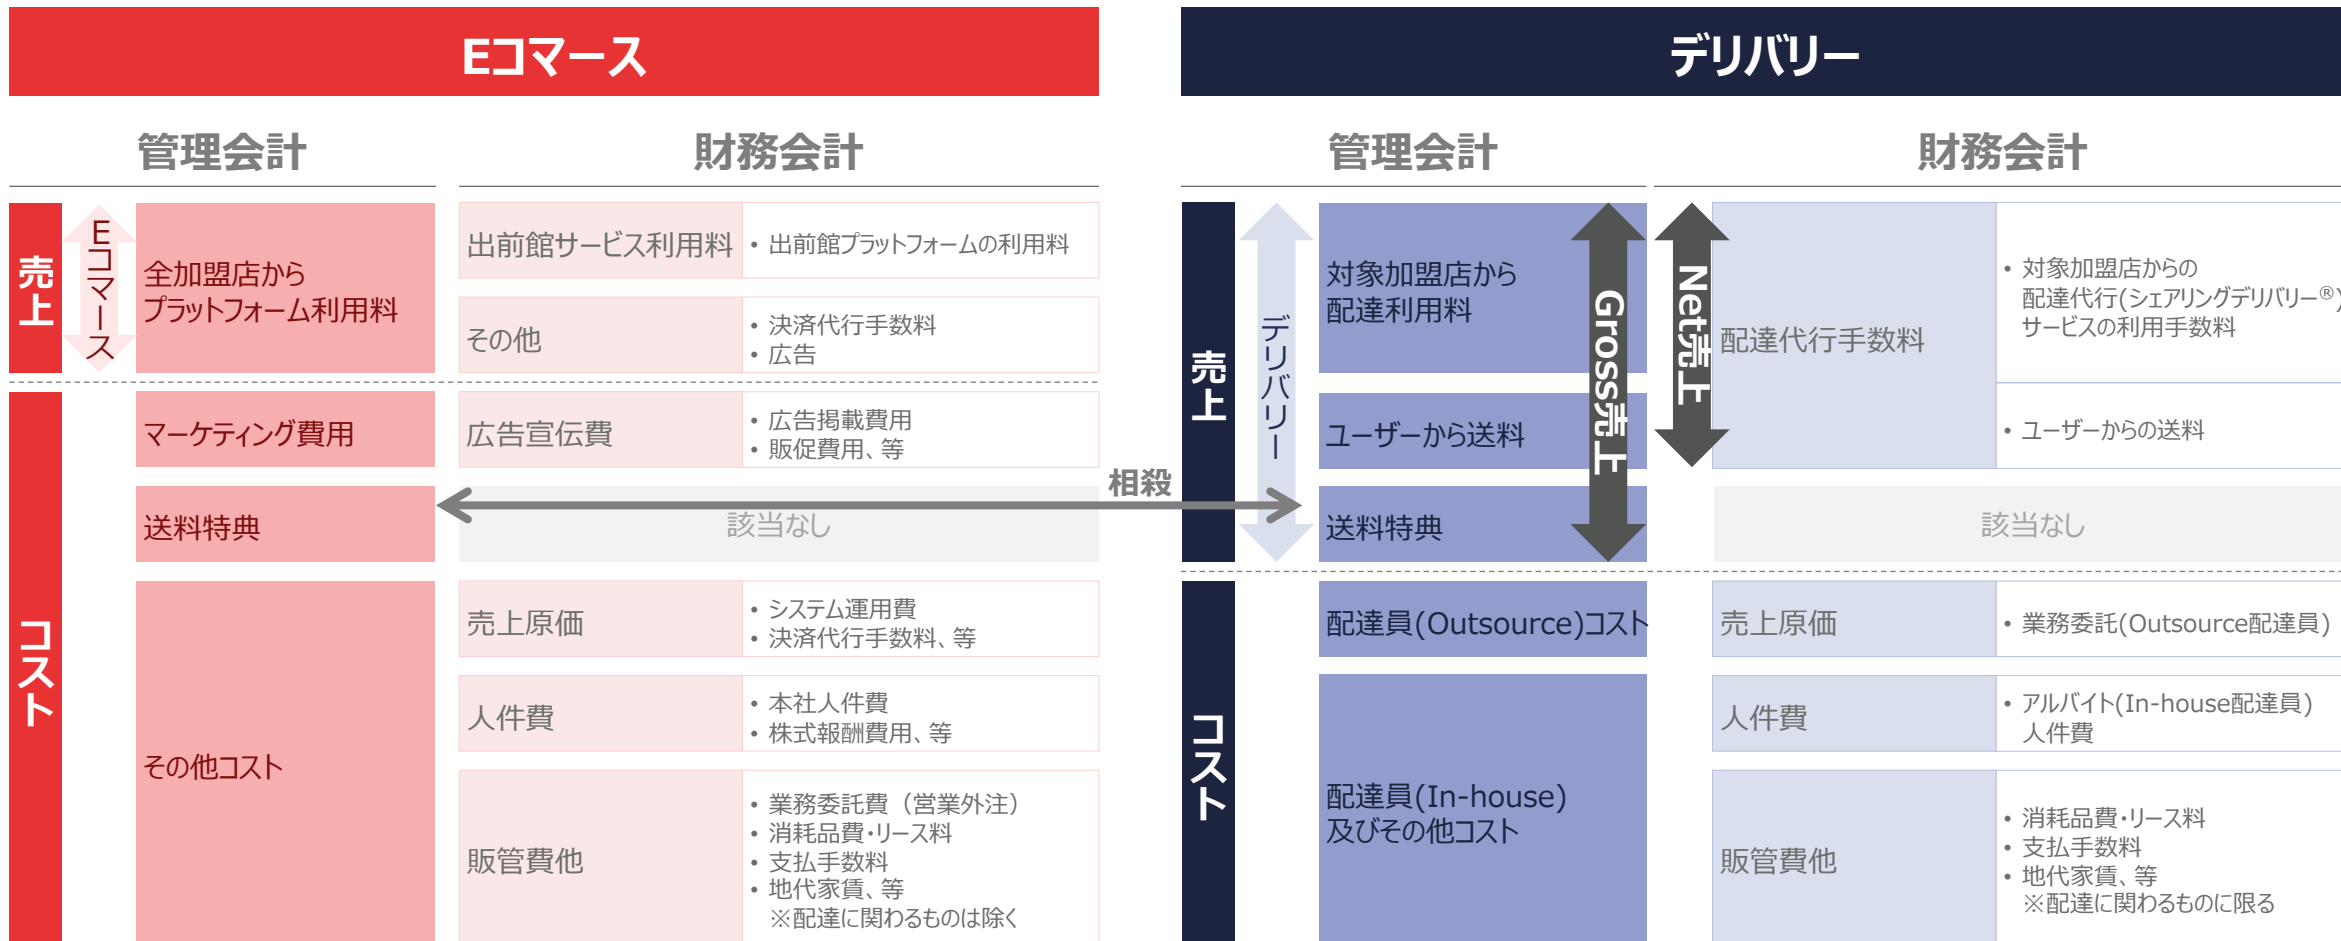 Eコマース
管理会計
財務会計
売上
Eコマース
全加盟店から
プラットフォーム利用料
出前館サービス利用料
• 出前館プラットフォームの利用料
その他
• 決済代行手数料
• 広告
コスト
マーケティング費用
広告宣伝費
• 広告掲載費用
• 販促費用、等
送料特典
該当なし
相殺
その他コスト
売上原価
• システム運用費
• 決済代行手数料、等
人件費
• 本社人件費
• 株式報酬費用、等
販管費他
• 業務委託費（営業外注）
• 消耗品費・リース料
• 支払手数料
• 地代家賃、等
※配達に関わるものは除く
デリバリー
管理会計
財務会計
売上
デリバリー
対象加盟店から
配達利用料
Gross売上
Net売上
配達代行手数料
• 対象加盟店からの
配達代行(シェアリングデリバリー®)
サービスの利用手数料
ユーザーから送料
• ユーザーからの送料
送料特典
該当なし
コスト
配達員(Outsource)コスト
売上原価
• 業務委託(Outsource配達員)
配達員(In-house)
及びその他コスト
人件費
• アルバイト(In-house配達員)
人件費
販管費他
• 消耗品費・リース料
• 支払手数料
• 地代家賃、等
※配達に関わるものに限る